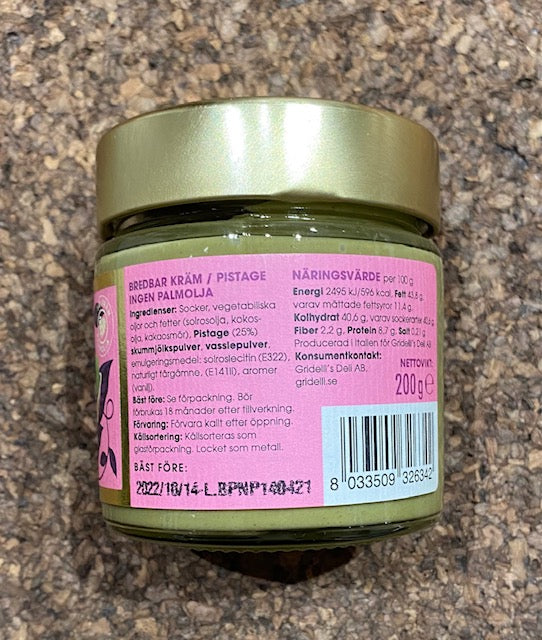 BREDBAR KRÄM / PISTAGE
INGEN PALMOLJA
Ingredienser: Socker, vegetabiliska
oljor och fetter (solrosolja, kokos-
olja, kakaosmör), Pistage (25%)
skummjölkspulver, vasslepulver,
emulgeringsmedel: solroslecitin (E322),
naturligt färgämne, (E141II), aromer
(vanilj).
Bäst före: Se förpackning. Bör
förbrukas 18 månader efter tillverkning.
Förvaring: Förvara kallt efter öppning.
Källsortering: Källsorteras som
glasförpackning. Locket som metall.
BÄST FÖRE:
2022/10/14-L.BPNP140421
NÄRINGSVÄRDE per 100 g
Energi 2495 kJ/596 kcal, Fett 43,8 g,
varav mättade fettsyror 11,4 g,
Kolhydrat 40,6 g, varav sockerarter 40,6 g,
Fiber 2,2 g, Protein 8,7 g, Salt 0,21 g
Producerad i Italien för Gridelli's Deli AB.
Konsumentkontakt:
Gridelli's Deli AB,
gridelli.se
NETTOVIKT:
200 g ℮
8 033509 326342